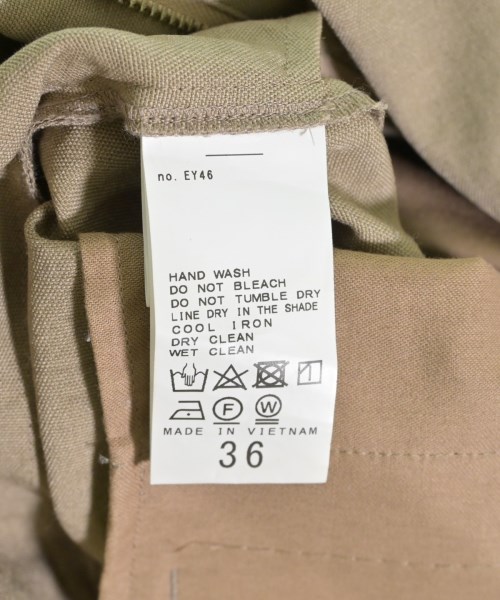 no. EY46
HAND WASH
DO NOT BLEACH
DO NOT TUMBLE DRY
LINE DRY IN THE SHADE
COOL IRON
DRY CLEAN
WET CLEAN
F W
MADE IN VIETNAM
36